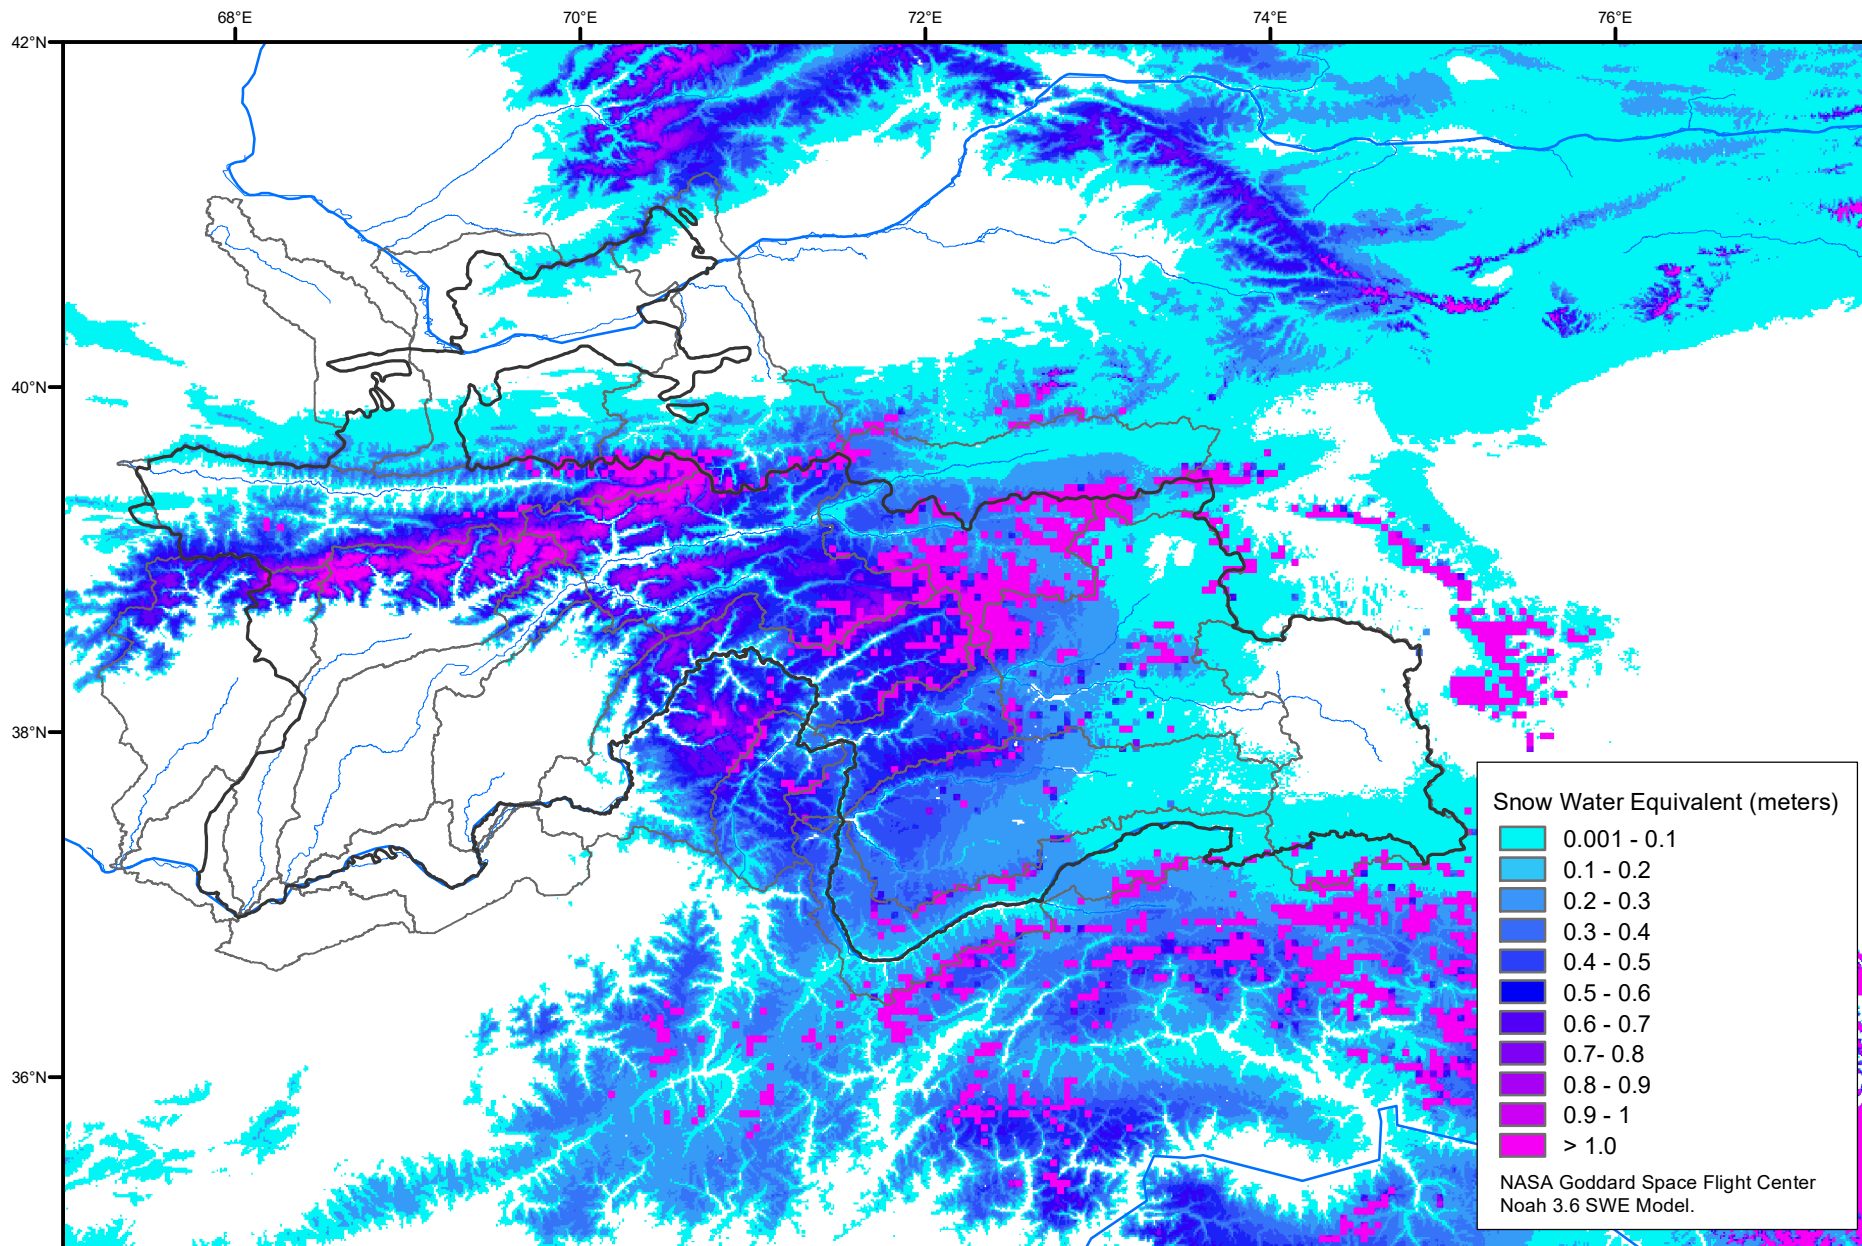 68°E 70°E 72°E 74°E 76°E
42°N
40°N
38°N
36°N
Snow Water Equivalent (meters)
0.001 - 0.1
0.1 - 0.2
0.2 - 0.3
0.3 - 0.4
0.4 - 0.5
0.5 - 0.6
0.6 - 0.7
0.7- 0.8
0.8 - 0.9
0.9 - 1
> 1.0
NASA Goddard Space Flight Center
Noah 3.6 SWE Model.